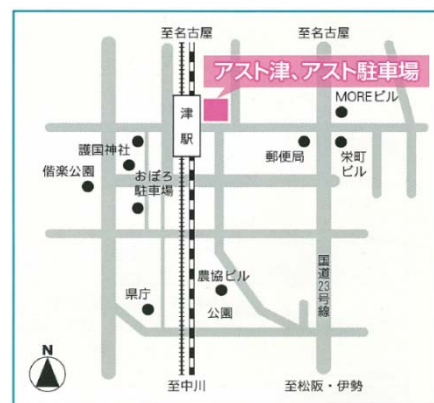 至名古屋
至名古屋
アスト津、アスト駐車場
MOREビル
津駅
護国神社
郵便局
栄町
ビル
偕楽公園
おぼろ
駐車場
国道23号線
農協ビル
県庁
公園
N
至中川
至松阪・伊勢